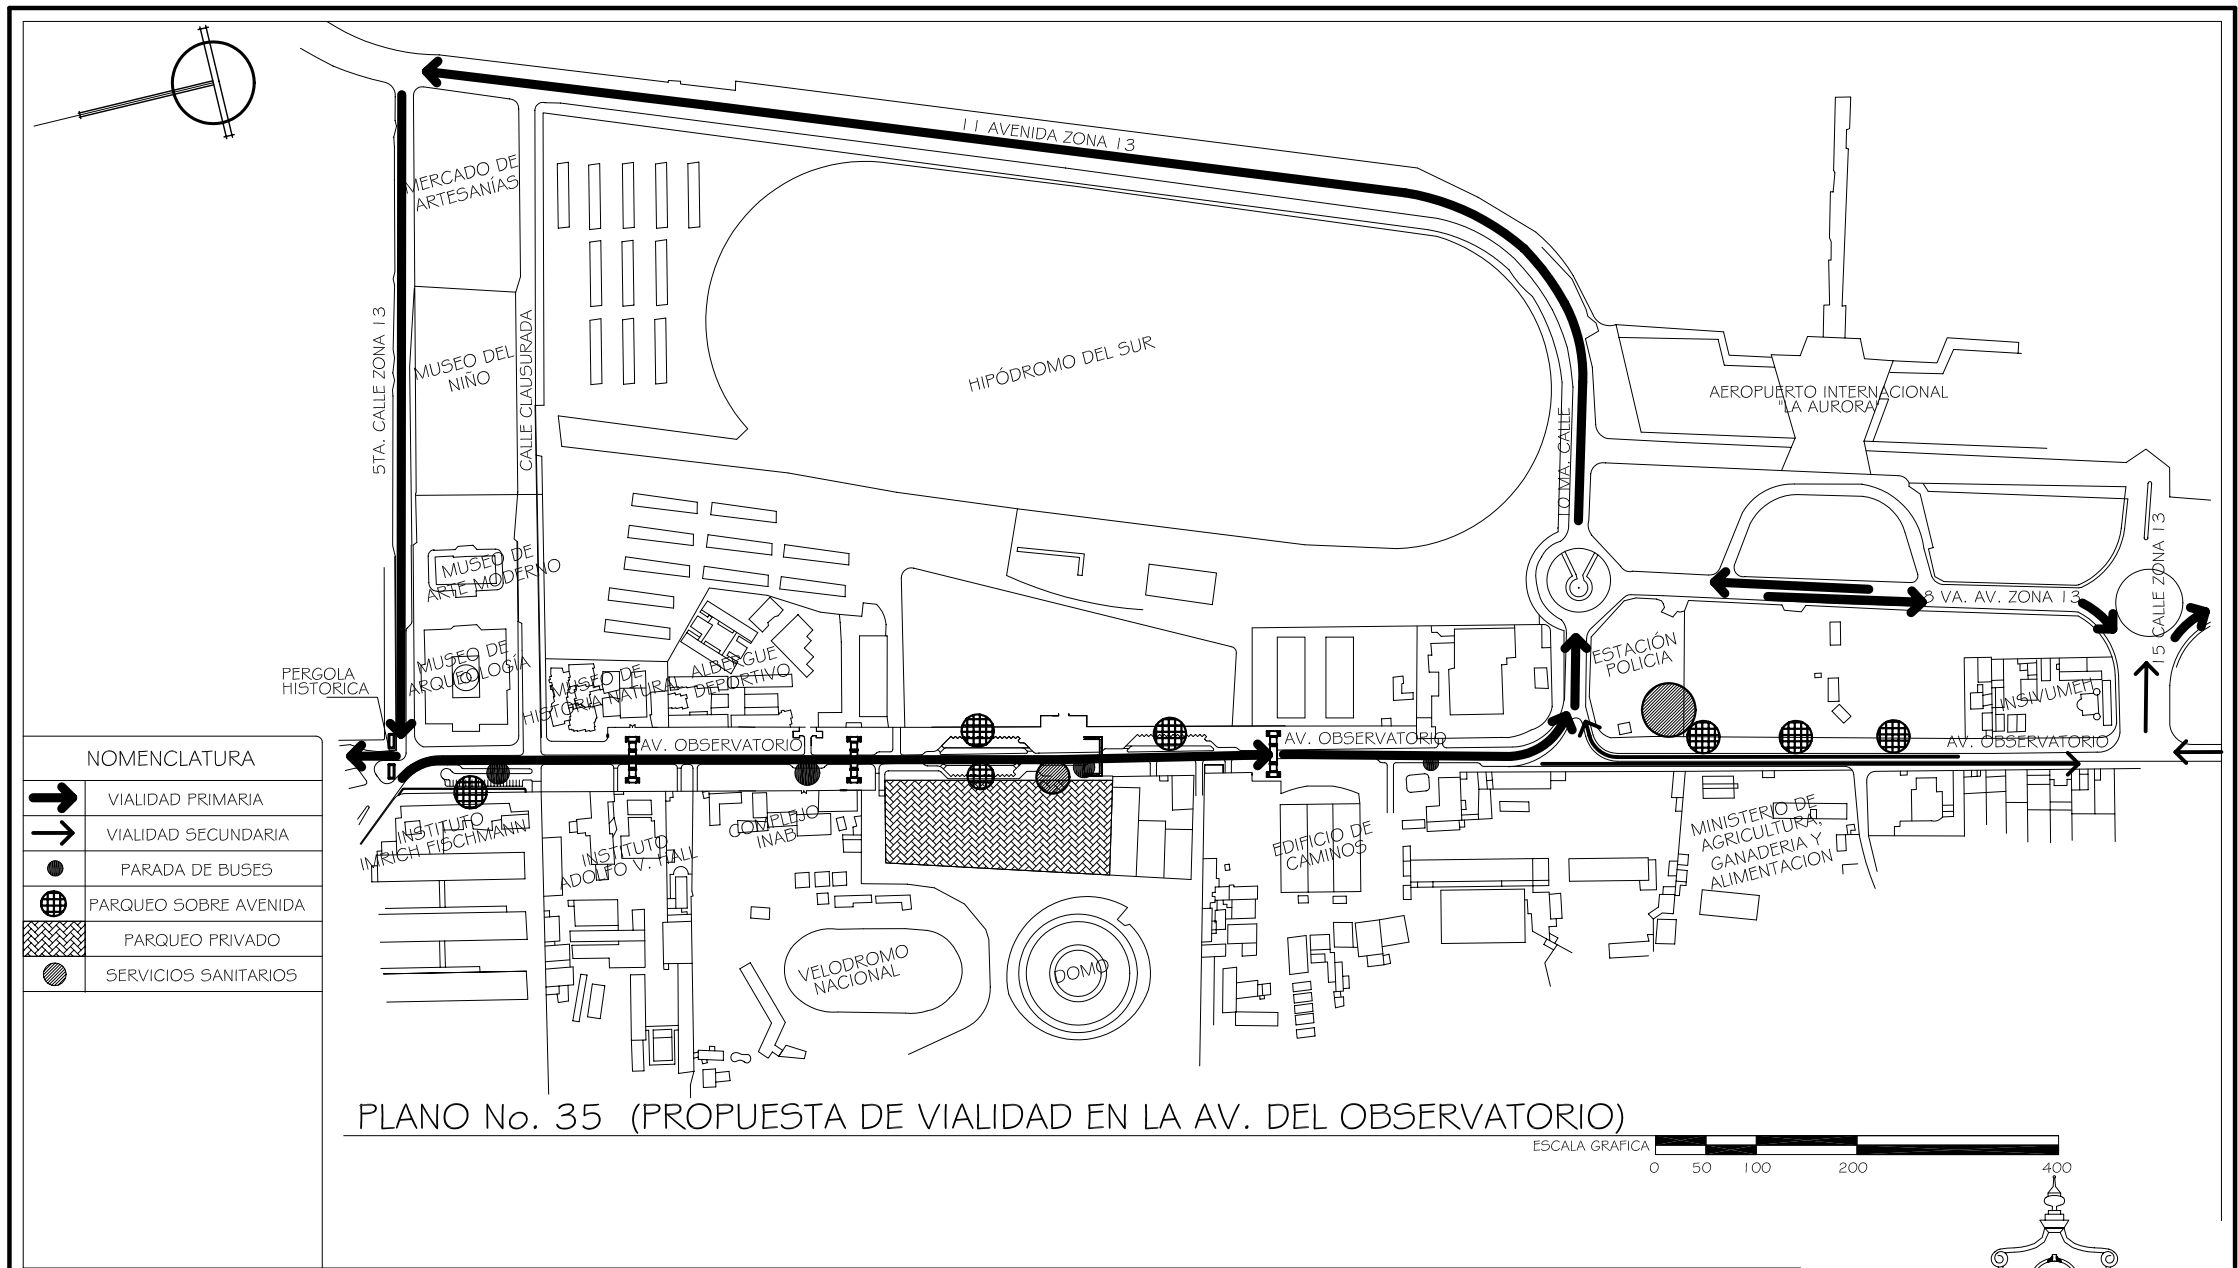 11 AVENIDA ZONA 13
MERCADO DE
ARTESANÍAS
5TA. CALLE ZONA 13
CALLE CLAUSURADA
MUSEO DEL
NIÑO
HIPÓDROMO DEL SUR
AEROPUERTO INTERNACIONAL
"LA AURORA"
10 MA. CALLE
15 CALLE ZONA 13
MUSEO DE
ARTE MODERNO
8 VA. AV. ZONA 13
MUSEO DE
ARQUEOLOGÍA
MUSEO DE
HISTORIA NATURAL
ALBERGUE
DEPORTIVO
ESTACIÓN
POLICIA
INSIVUMEH
PERGOLA
HISTORICA
AV. OBSERVATORIO
AV. OBSERVATORIO
AV. OBSERVATORIO
NOMENCLATURA
VIALIDAD PRIMARIA
VIALIDAD SECUNDARIA
PARADA DE BUSES
PARQUEO SOBRE AVENIDA
PARQUEO PRIVADO
SERVICIOS SANITARIOS
INSTITUTO
IMRICH FISCHMANN
INSTITUTO
ADOLFO V. HALL
COMPLEJO
INAB
EDIFICIO DE
CAMINOS
MINISTERIO DE
AGRICULTURA,
GANADERIA Y
ALIMENTACION
VELODROMO
NACIONAL
DOMO
PLANO No. 35 (PROPUESTA DE VIALIDAD EN LA AV. DEL OBSERVATORIO)
ESCALA GRAFICA
0 50 100 200 400